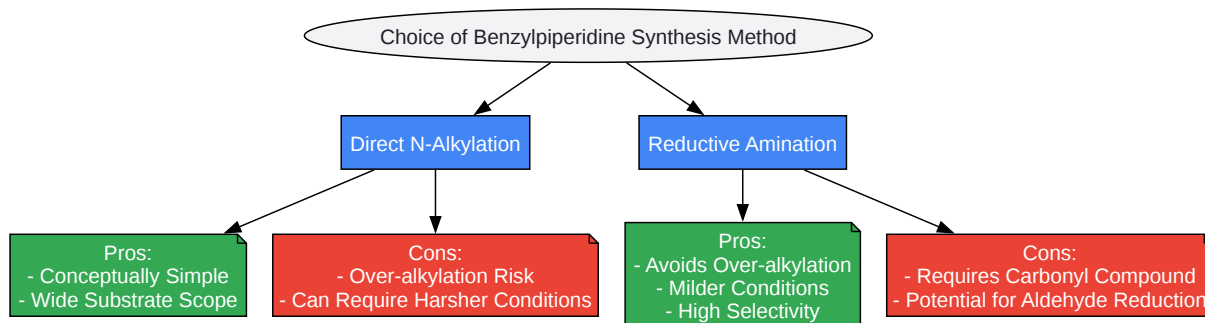 Choice of Benzylpiperidine Synthesis Method
Direct N-Alkylation
Reductive Amination
Pros:
- Conceptually Simple
- Wide Substrate Scope
Cons:
- Over-alkylation Risk
- Can Require Harsher Conditions
Pros:
- Avoids Over-alkylation
- Milder Conditions
- High Selectivity
Cons:
- Requires Carbonyl Compound
- Potential for Aldehyde Reduction